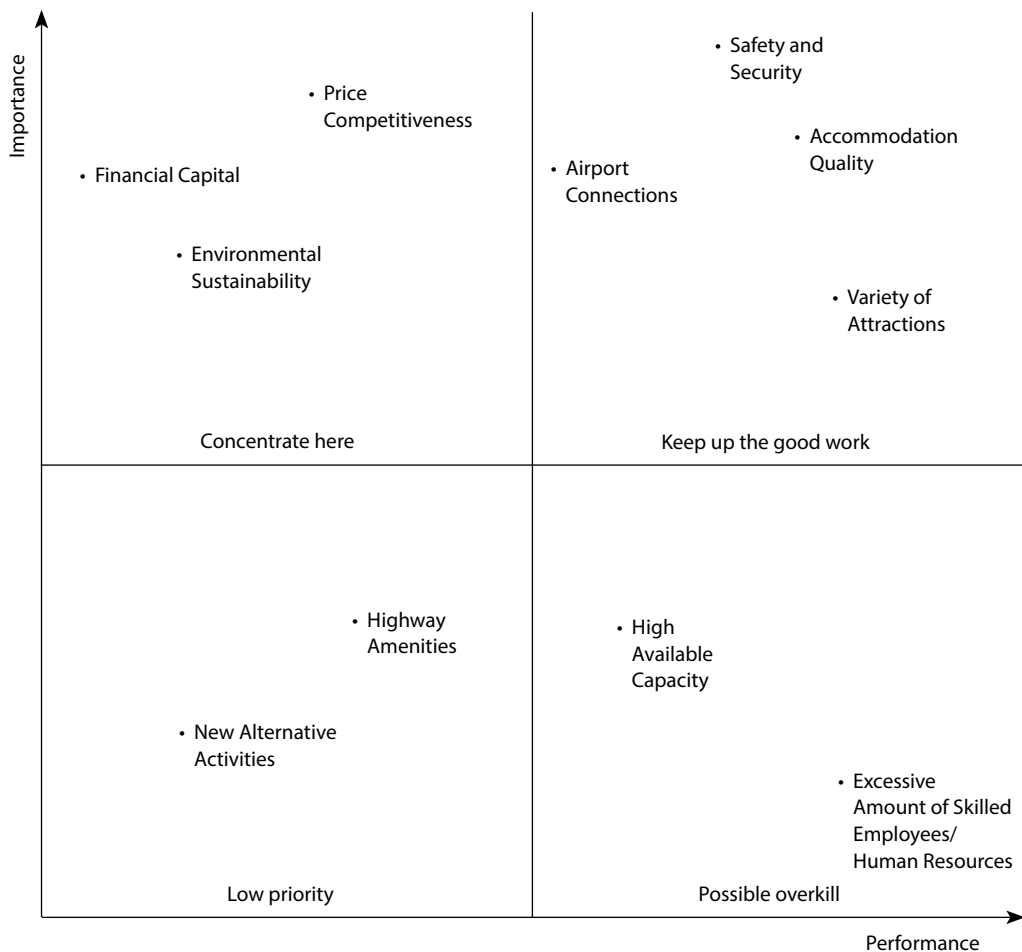 Importance
• Safety and
Security
• Price
Competitiveness
• Accommodation
Quality
• Airport
Connections
• Financial Capital
• Environmental
Sustainability
• Variety of
Attractions
Concentrate here
Keep up the good work
• Highway
Amenities
• High
Available
Capacity
• New Alternative
Activities
• Excessive
Amount of Skilled
Employees/
Human Resources
Low priority
Possible overkill
Performance